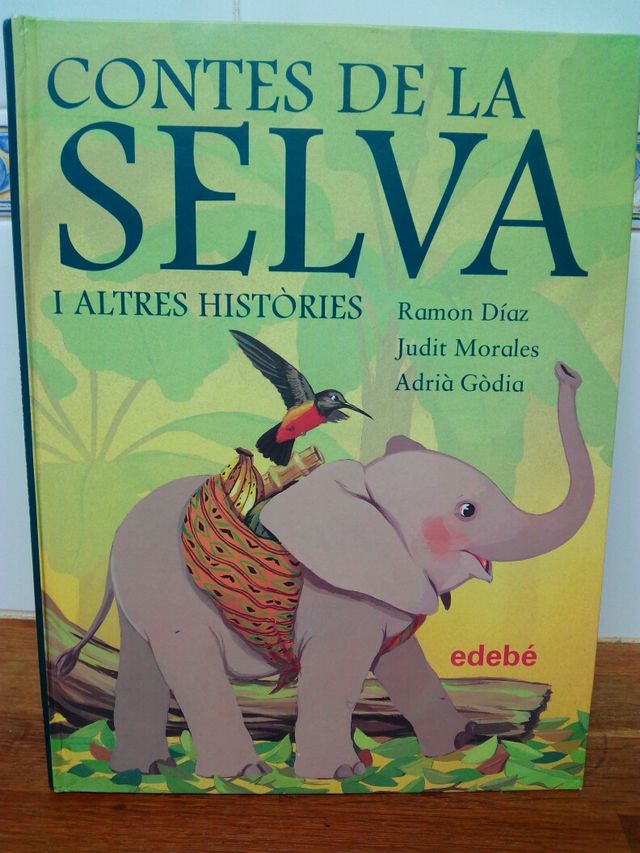 CONTES DE LA
SELVA
I ALTRES HISTÒRIES
Ramon Díaz
Judit Morales
Adrià Gòdia
edebé